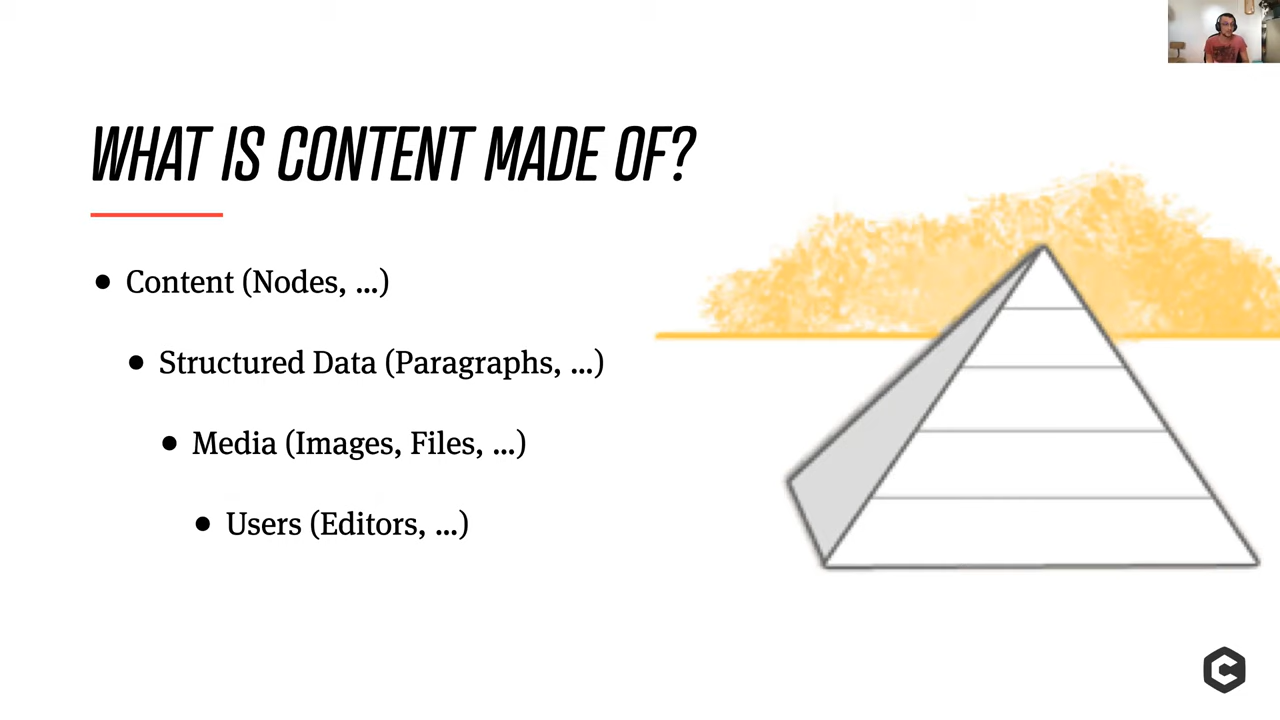 WHAT IS CONTENT MADE OF?
● Content (Nodes, ...)
● Structured Data (Paragraphs, ...)
● Media (Images, Files, ...)
● Users (Editors, ...)